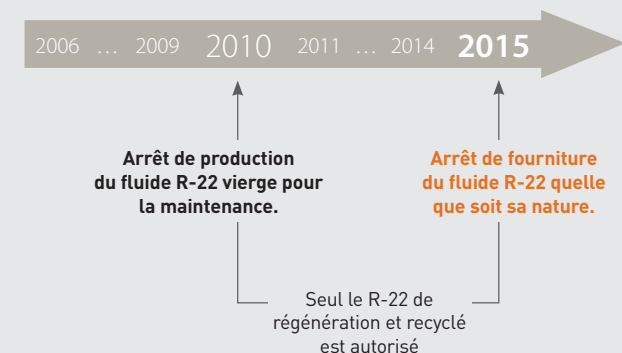 2006 … 2009 2010 2011 … 2014 2015
Arrêt de production
du fluide R-22 vierge pour
la maintenance.
Arrêt de fourniture
du fluide R-22 quelle
que soit sa nature.
Seul le R-22 de
régénération et recyclé
est autorisé